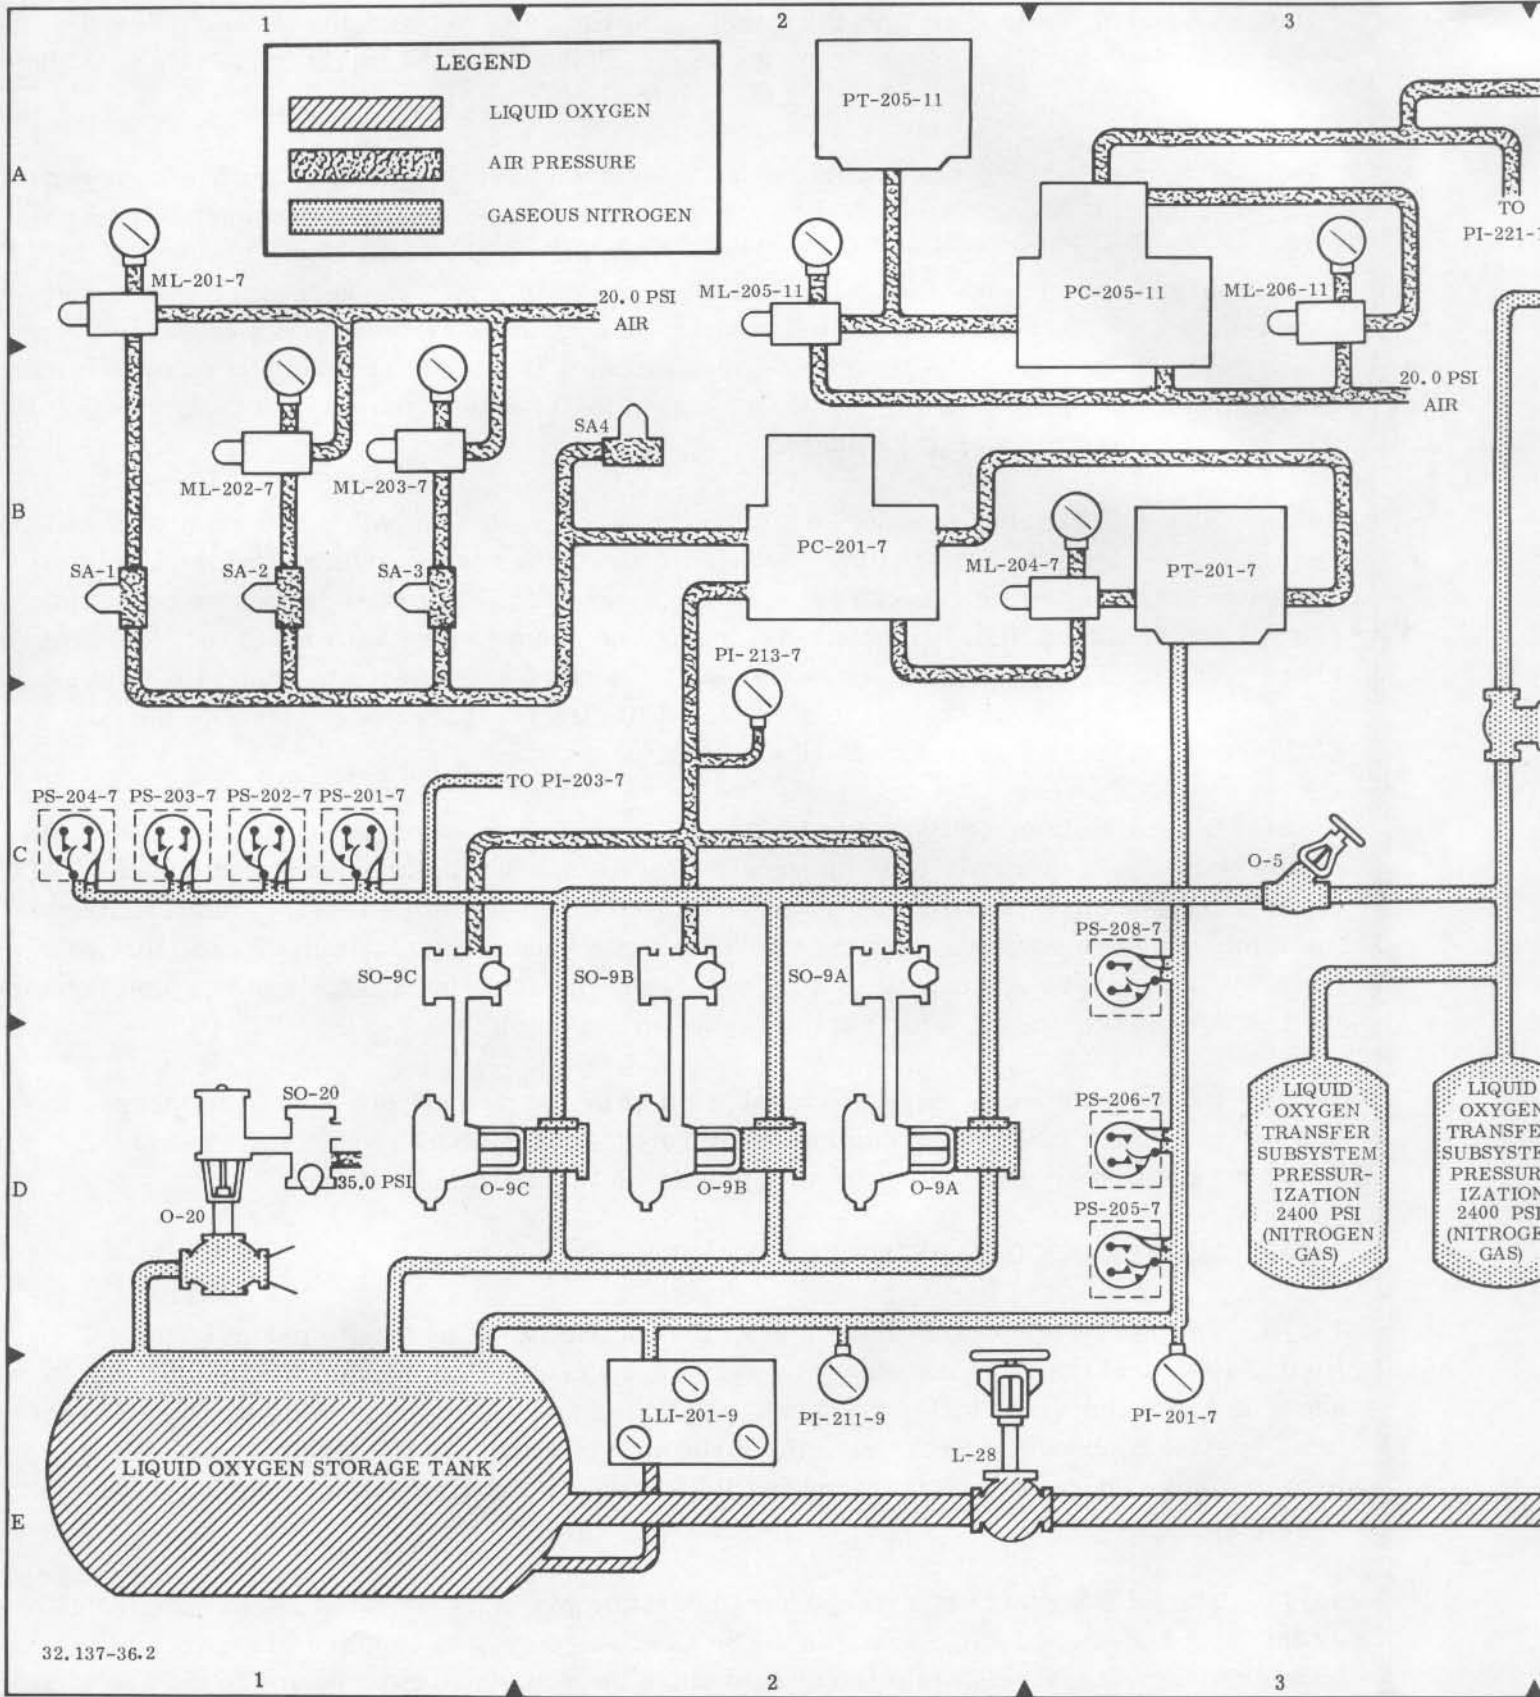 1
2
3
LEGEND
LIQUID OXYGEN
AIR PRESSURE
GASEOUS NITROGEN
PT-205-11
A
TO
PI-221-1
ML-201-7
20.0 PSI
AIR
ML-205-11
PC-205-11
ML-206-11
20.0 PSI
AIR
SA4
ML-202-7
ML-203-7
B
PC-201-7
ML-204-7
PT-201-7
SA-1
SA-2
SA-3
PI-213-7
TO PI-203-7
PS-204-7
PS-203-7
PS-202-7
PS-201-7
C
O-5
PS-208-7
SO-9C
SO-9B
SO-9A
SO-20
PS-206-7
35.0 PSI
D
O-20
O-9C
O-9B
O-9A
PS-205-7
LIQUID
OXYGEN
TRANSFER
SUBSYSTEM
PRESSUR-
IZATION
2400 PSI
(NITROGEN
GAS)
LIQUID
OXYGEN
TRANSFER
SUBSYSTE
PRESSUR
IZATION
2400 PSI
(NITROGE
GAS)
LLI-201-9
PI-211-9
PI-201-7
L-28
LIQUID OXYGEN STORAGE TANK
E
32.137-36.2
1
2
3